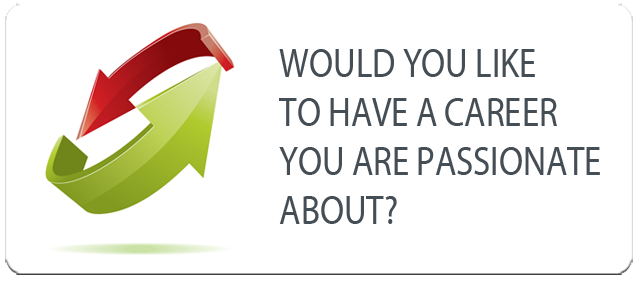 WOULD YOU LIKE
TO HAVE A CAREER
YOU ARE PASSIONATE
ABOUT?